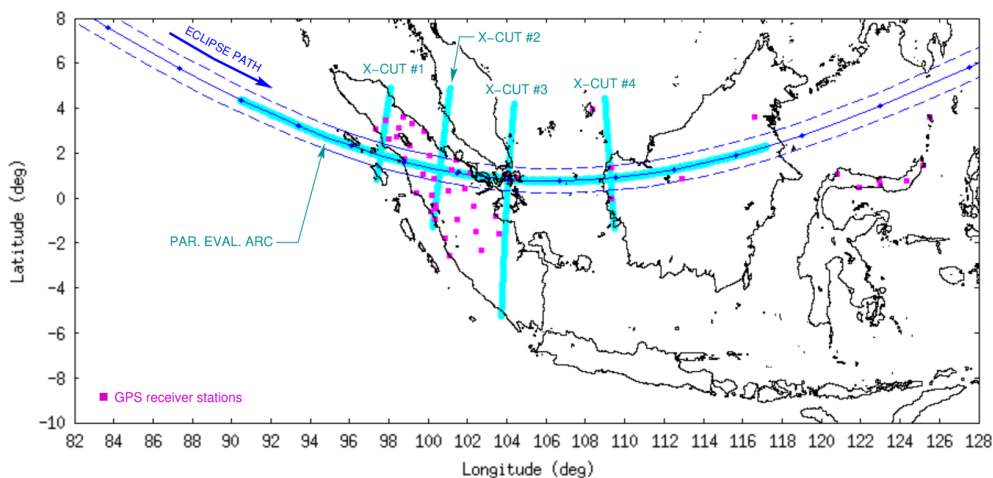 8
6
4
2
0
-2
-4
-6
-8
-10
Latitude (deg)
ECLIPSE PATH
X-CUT #1
X-CUT #2
X-CUT #3
X-CUT #4
PAR. EVAL. ARC
GPS receiver stations
82 84 86 88 90 92 94 96 98 100 102 104 106 108 110 112 114 116 118 120 122 124 126 128
Longitude (deg)